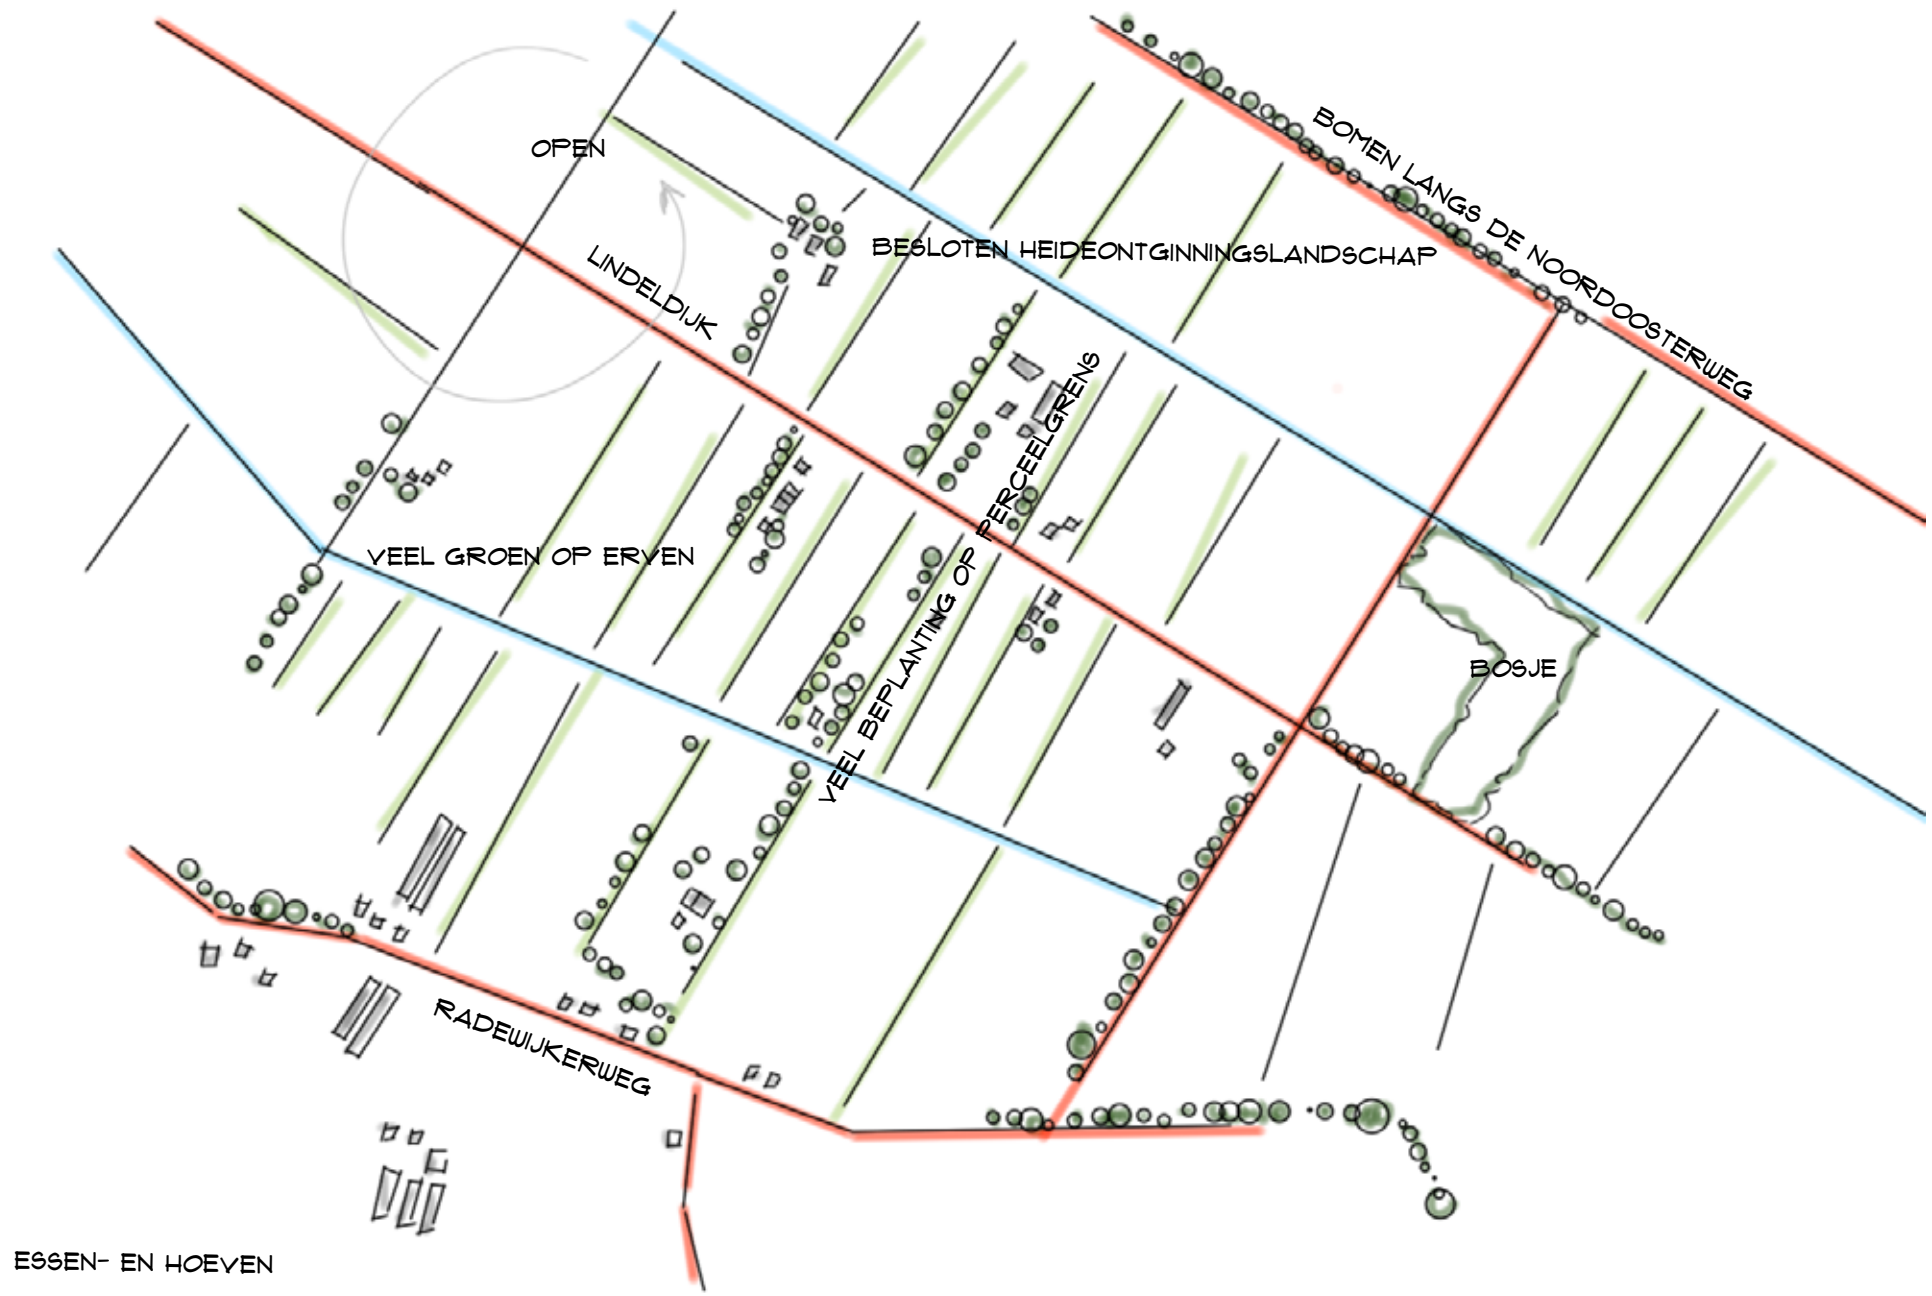 BOMEN LANGS DE NOORDOOSTERWEG
OPEN
BESLOTEN HEIDEONTGINNINGSLANDSCHAP
LINDELDIJK
VEEL GROEN OP ERVEN
VEEL BEPLANTING OP PERCEELGRENS
BOSJE
RADEWIJKERWEG
ESSEN- EN HOEVEN